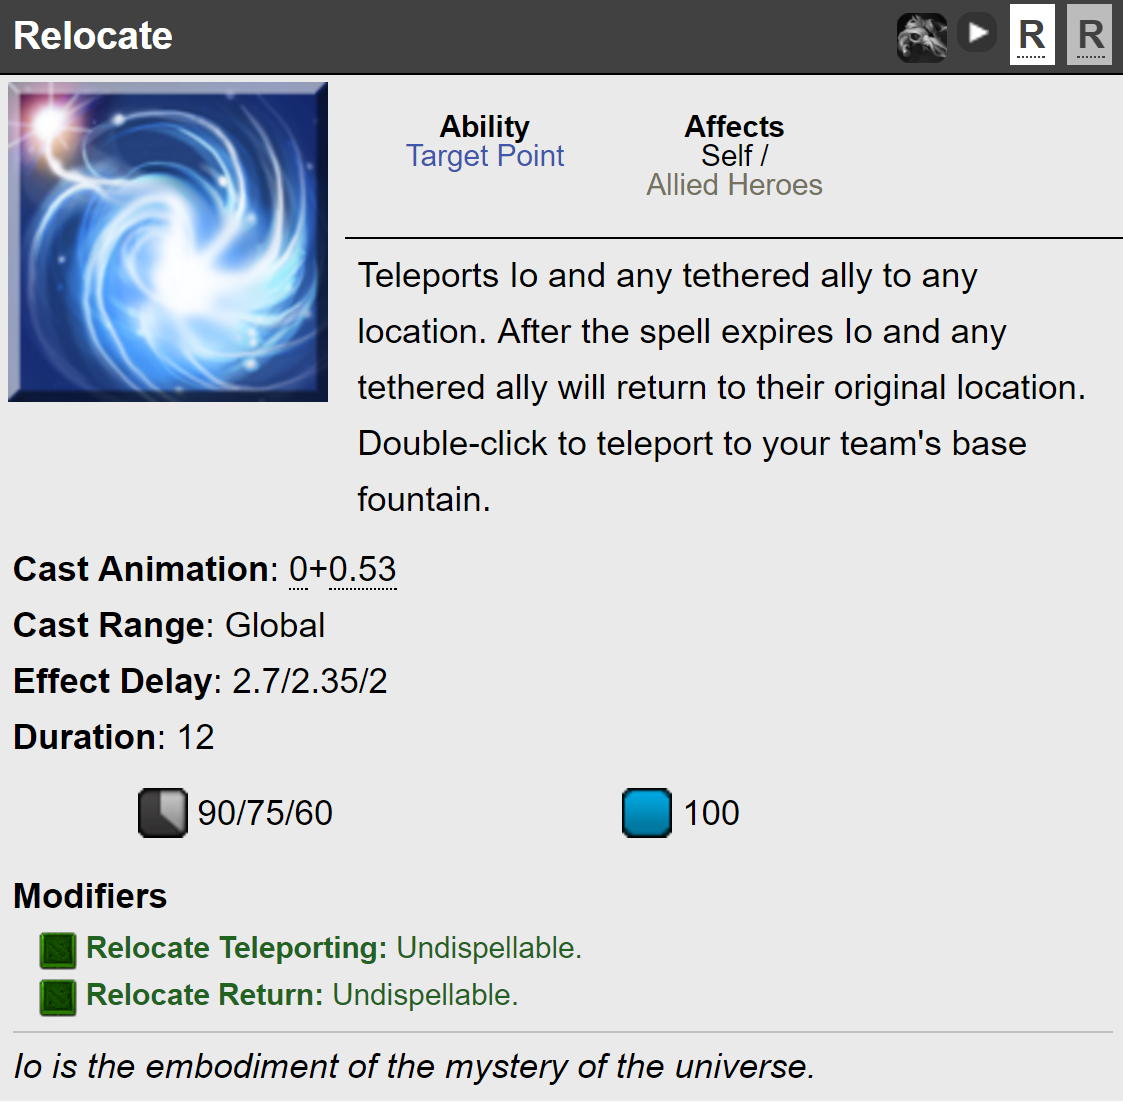 Relocate
R R
Ability
Target Point
Affects
Self /
Allied Heroes
Teleports Io and any tethered ally to any
location. After the spell expires Io and any
tethered ally will return to their original location.
Double-click to teleport to your team's base
fountain.
Cast Animation: 0+0.53
Cast Range: Global
Effect Delay: 2.7/2.35/2
Duration: 12
90/75/60 100
Modifiers
Relocate Teleporting: Undispellable.
Relocate Return: Undispellable.
Io is the embodiment of the mystery of the universe.